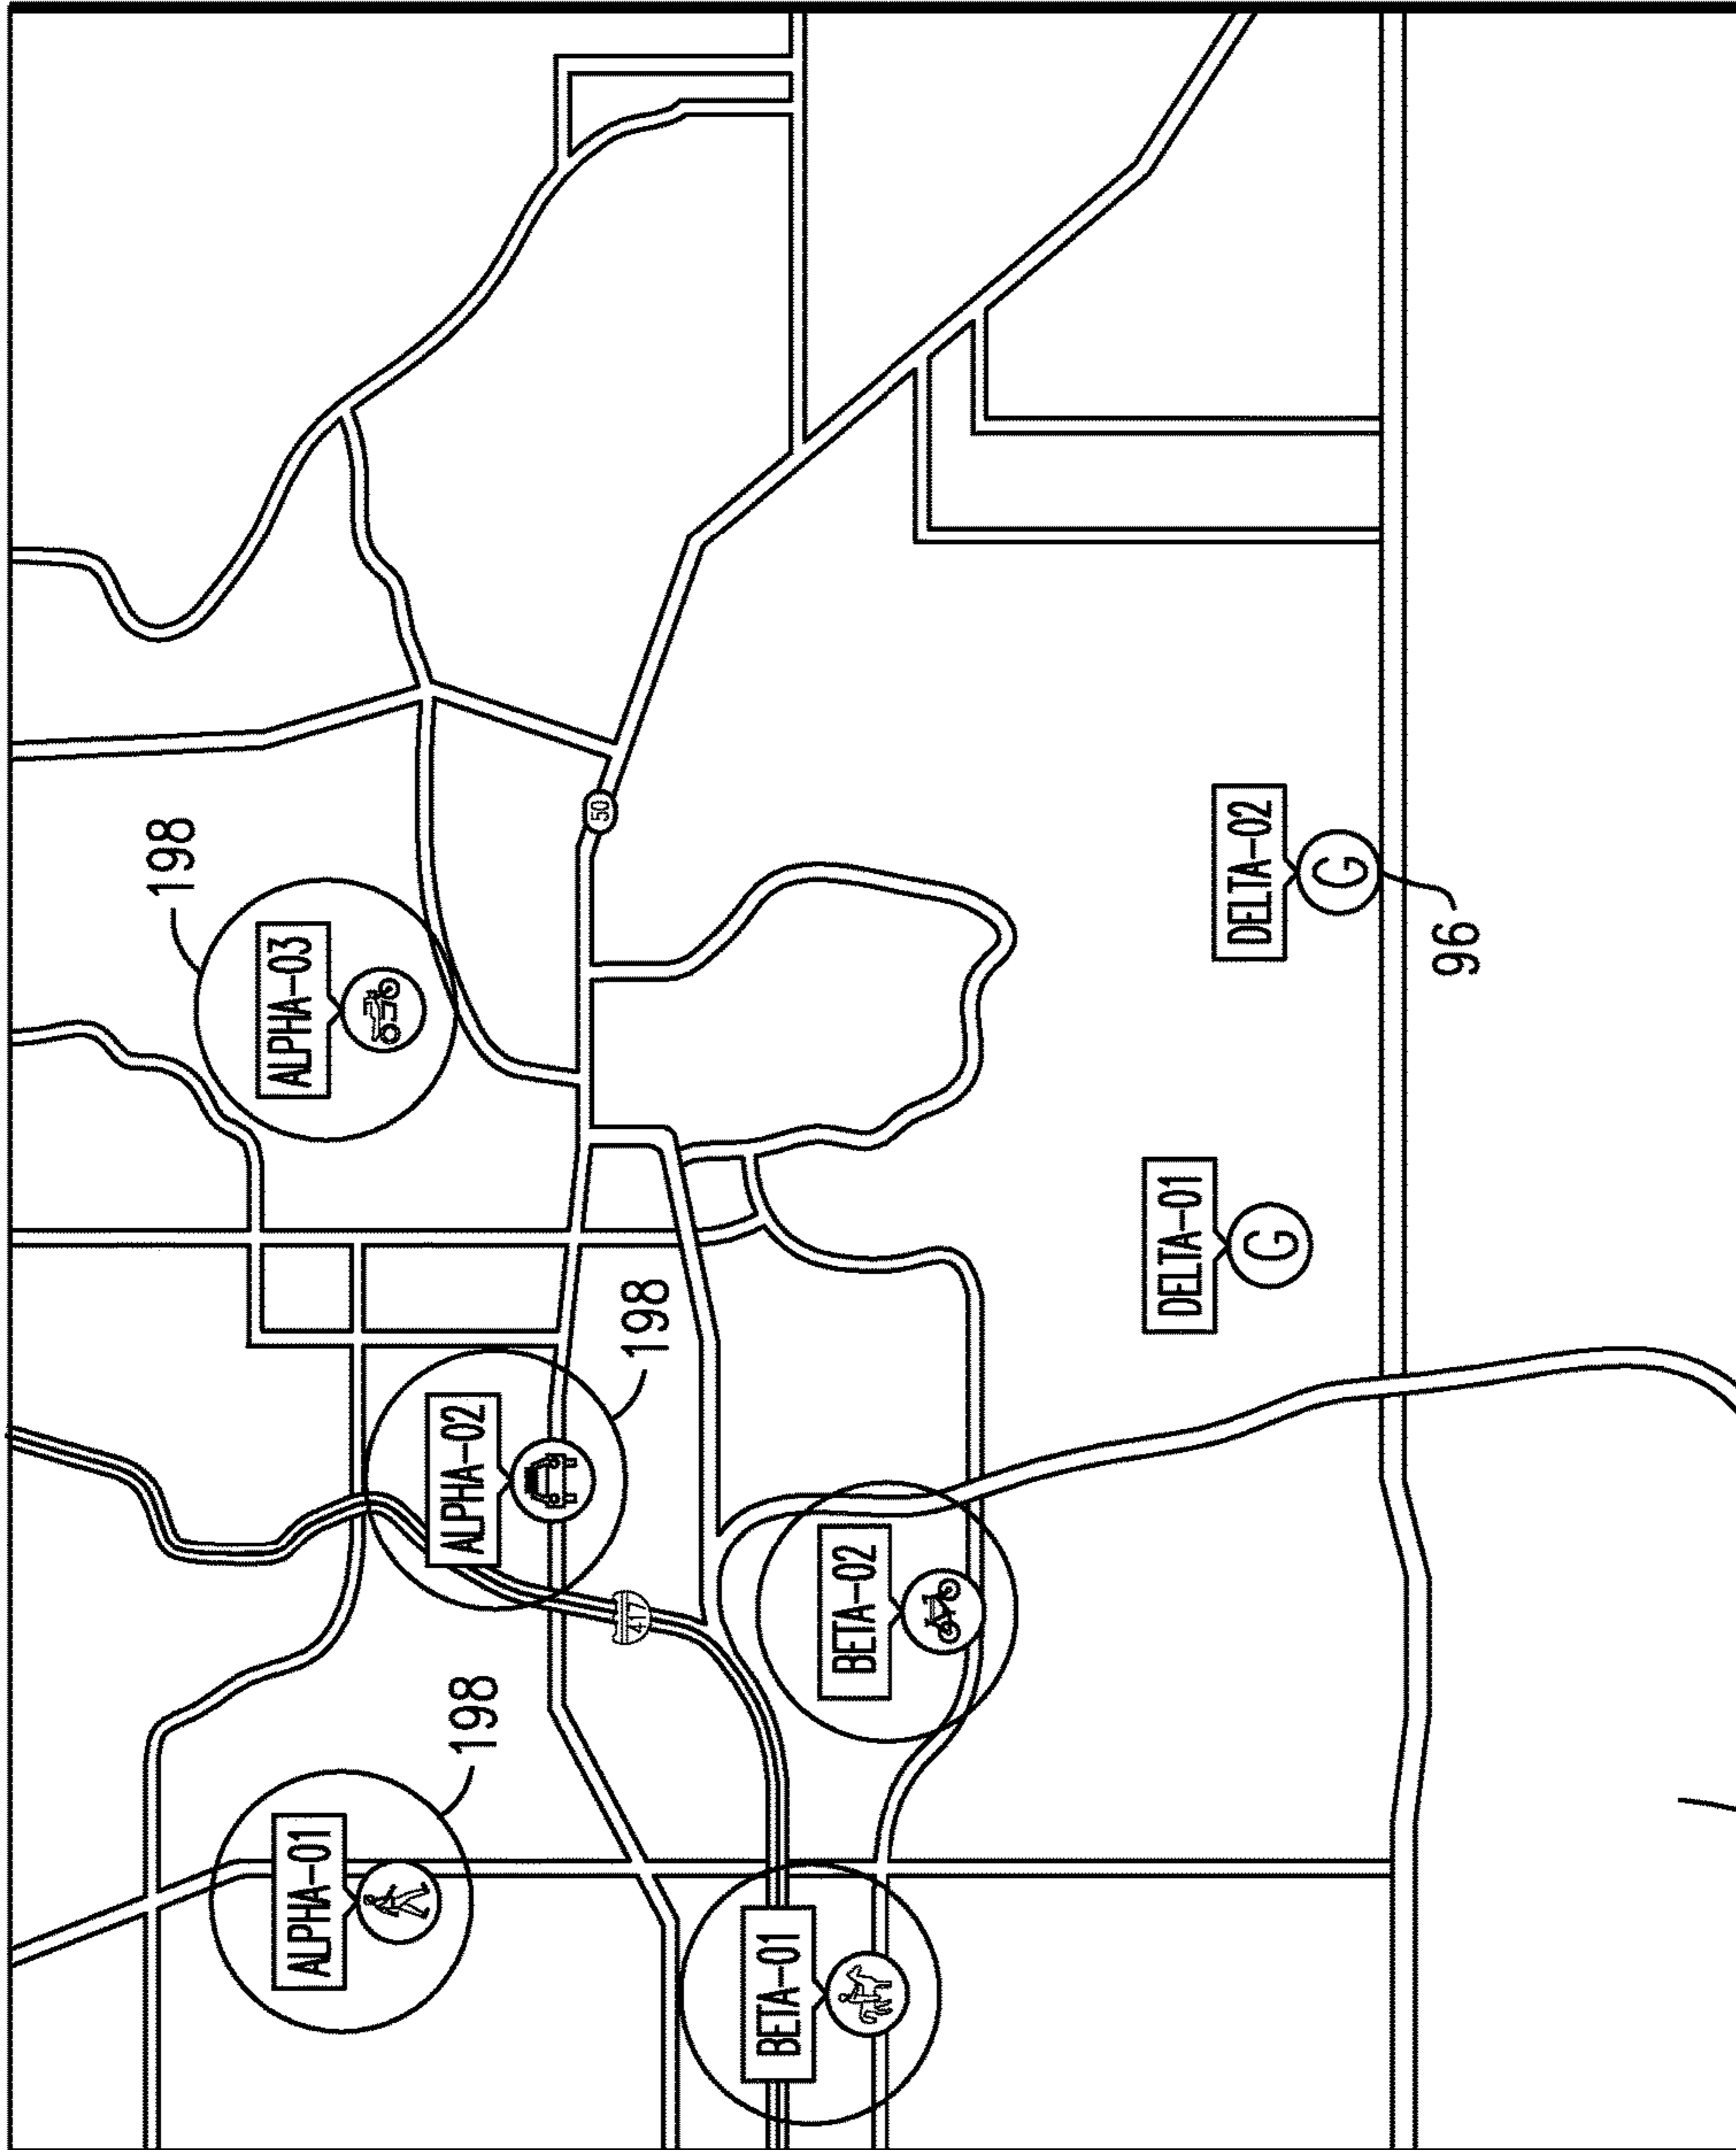 198
ALPHA-03
ALPHA-01
ALPHA-02
198
50
417
198
BETA-01
BETA-02
DELTA-01
DELTA-02
G
G
96